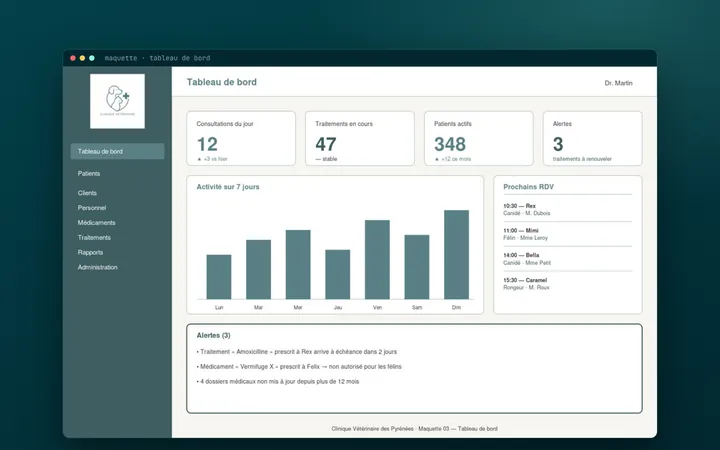 maquette · tableau de bord
CLINIQUE VÉTÉRINAIRE
Tableau de bord
Patients
Clients
Personnel
Médicaments
Traitements
Rapports
Administration
Tableau de bord
Dr. Martin
Consultations du jour
12
▲ +3 vs hier
Traitements en cours
47
— stable
Patients actifs
348
▲ +12 ce mois
Alertes
3
traitements à renouveler
Activité sur 7 jours
Lun Mar Mer Jeu Ven Sam Dim
Prochains RDV
10:30 — Rex
Canidé · M. Dubois
11:00 — Mimi
Félin · Mme Leroy
14:00 — Bella
Canidé · Mme Petit
15:30 — Caramel
Rongeur · M. Roux
Alertes (3)
• Traitement « Amoxicilline » prescrit à Rex arrive à échéance dans 2 jours
• Médicament « Vermifuge X » prescrit à Felix → non autorisé pour les félins
• 4 dossiers médicaux non mis à jour depuis plus de 12 mois
Clinique Vétérinaire des Pyrénées · Maquette 03 — Tableau de bord